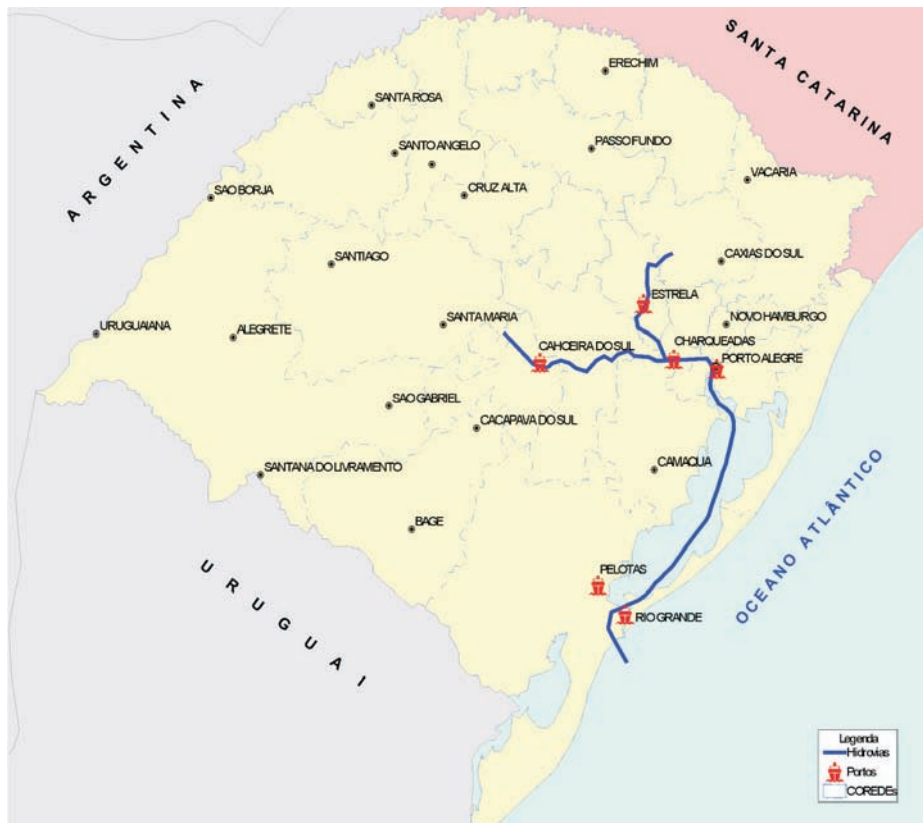 SANTA CATARINA
ARGENTINA
ERECHIM
SANTA ROSA
SANTO ANGELO
PASSO FUNDO
VACARIA
CRUZ ALTA
SAO BORJA
SANTIAGO
CAXIAS DO SUL
ESTRELA
NOVO HAMBURGO
SANTA MARIA
URUGUAIANA
ALEGRETE
CAHOEIRA DO SUL
CHARQUEADAS
PORTO ALEGRE
SAO GABRIEL
CACAPAVA DO SUL
CAMAQUA
SANTANA DO LIVRAMENTO
OCEANO ATLÂNTICO
BAGE
URUGUAI
PELOTAS
RIO GRANDE
Legenda
Hidrovias
Portos
COREDEs